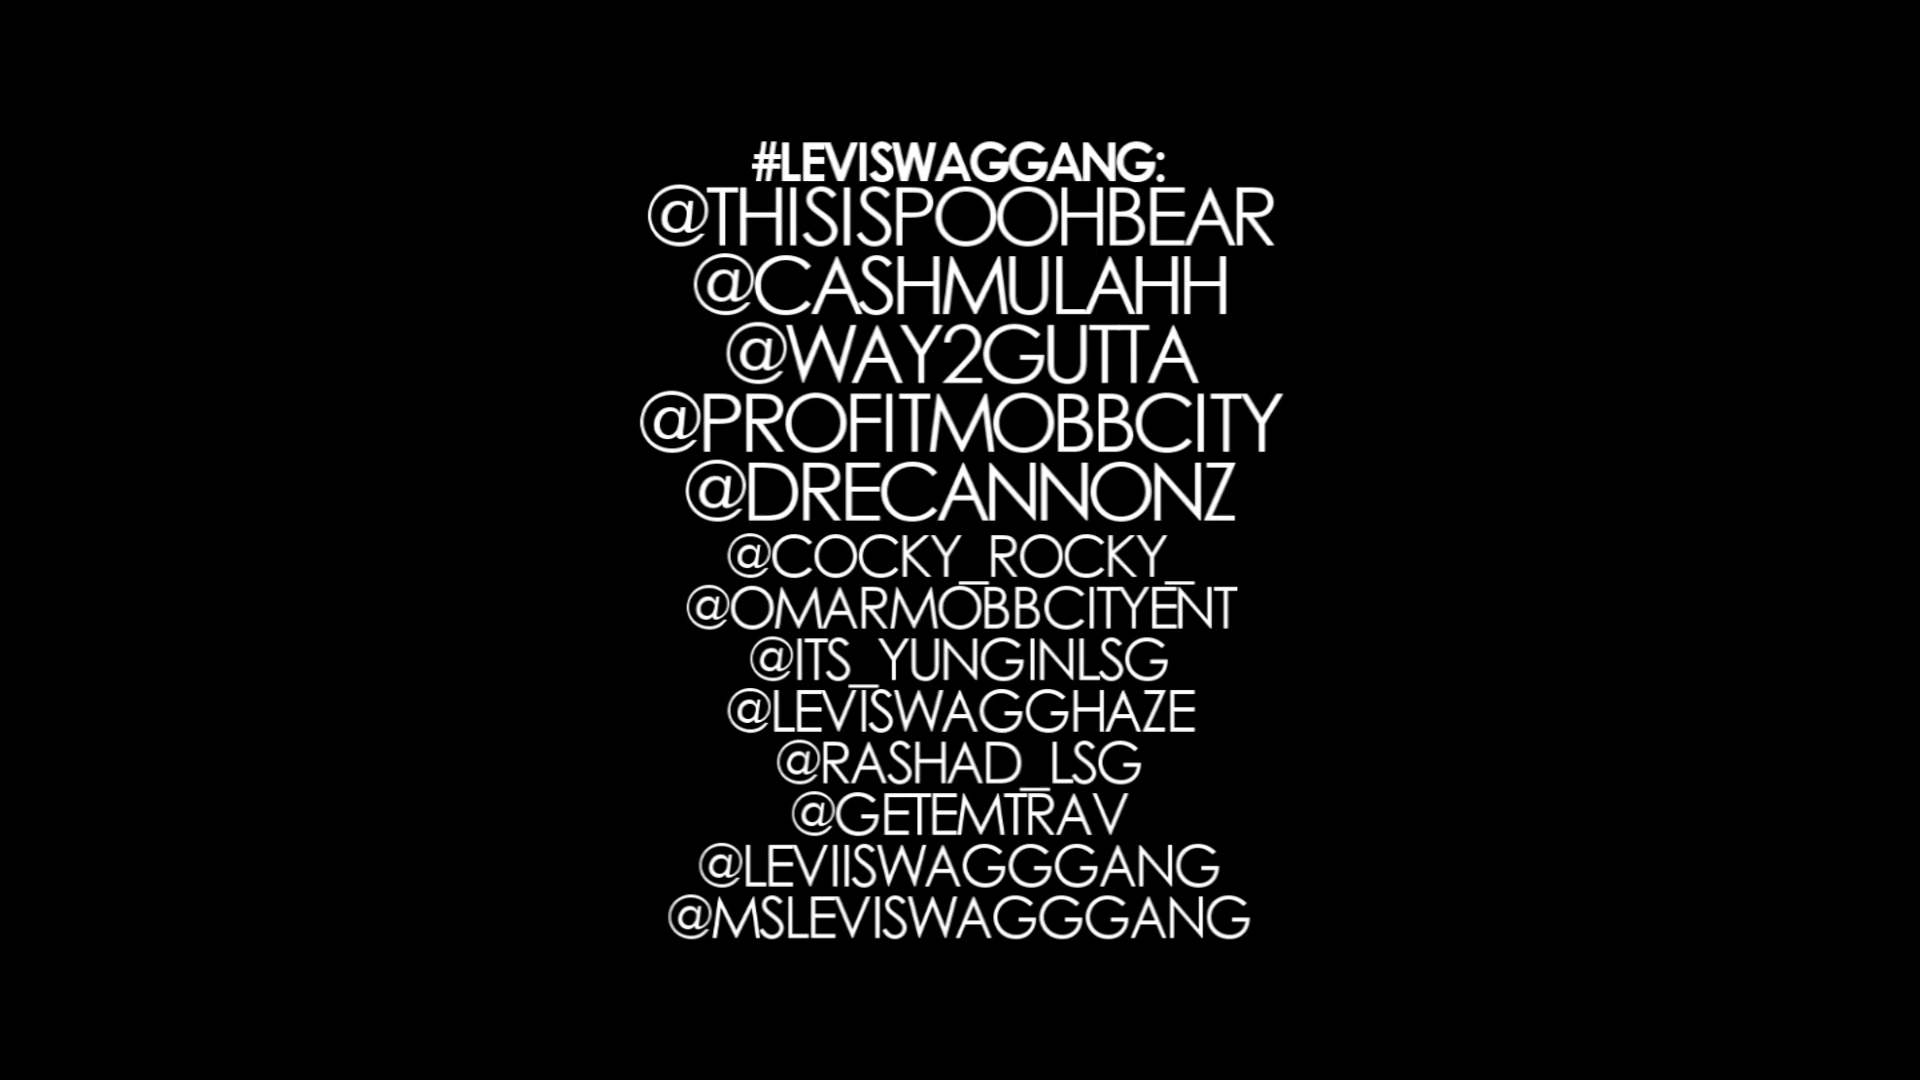 #LEVISWAGGANG:
@THISISPOOHBEAR
@CASHMULAHH
@WAY2GUTTA
@PROFITMOBBCITY
@DRECANNONZ
@COCKY_ROCKY_
@OMARMOBBCITYENT
@ITS_YUNGINLSG
@LEVISWAGGHAZE
@RASHAD_LSG
@GETEMTRAV
@LEVIISWAGGGANG
@MSLEVISWAGGGANG